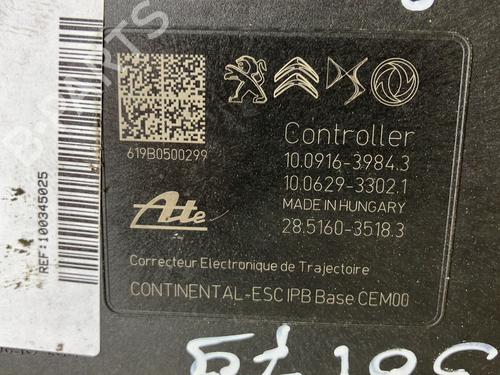 B-PARTS
REF:100345025
619B0500299
Controller
10.0916-3984.3
10.0629-3302.1
MADE IN HUNGARY
28.5160-3518.3
Ate
Correcteur Electronique de Trajectoire
CONTINENTAL-ESC IPB Base CEM00